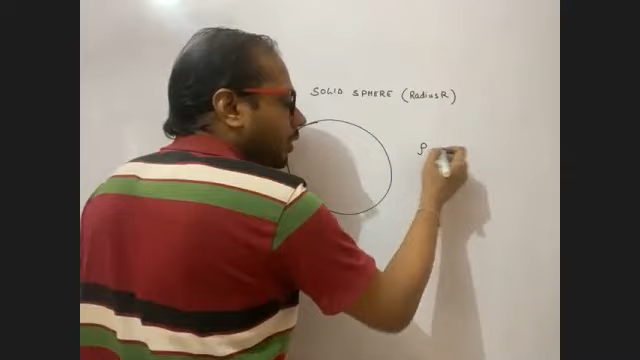 SOLID SPHERE (Radius R)
ρ